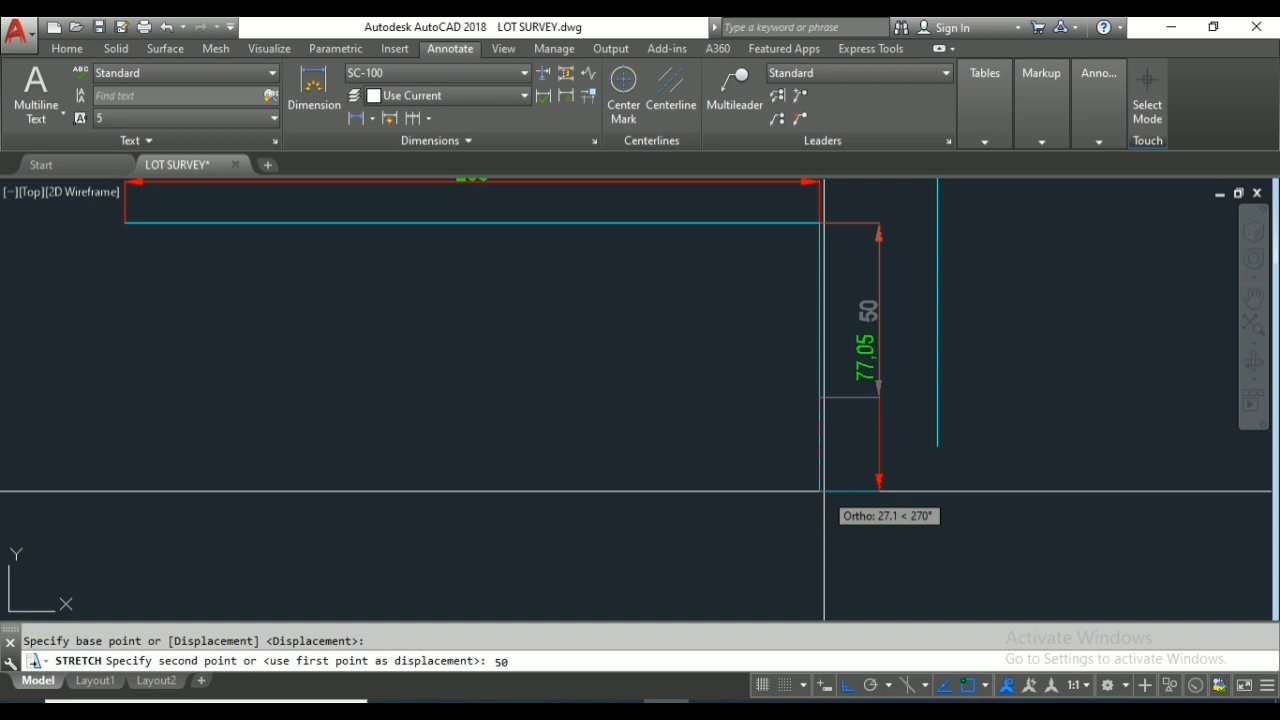 Autodesk AutoCAD 2018 LOT SURVEY.dwg
Type a keyword or phrase
Sign In
Home Solid Surface Mesh Visualize Parametric Insert Annotate View Manage Output Add-ins A360 Featured Apps Express Tools
Multiline
Text
ABC
Standard
Find text
5
Text
Dimension
SC-100
Use Current
Dimensions
Center
Mark
Centerline
Centerlines
Multileader
Standard
Leaders
Tables
Markup
Anno...
Select
Mode
Touch
Start
LOT SURVEY*
[−][Top][2D Wireframe]
50
77,05
Ortho: 27.1 < 270°
Y
X
Specify base point or [Displacement] <Displacement>:
STRETCH Specify second point or <use first point as displacement>: 50
Activate Windows
Go to Settings to activate Windows.
Model Layout1 Layout2 +
1:1